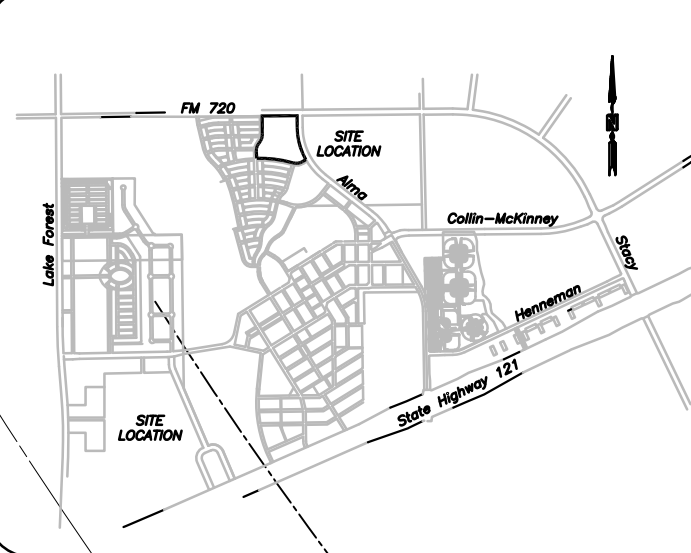 FM 720
SITE
LOCATION
Alma
Lake Forest
Collin-McKinney
Stacy
Henneman
State Highway 121
SITE
LOCATION